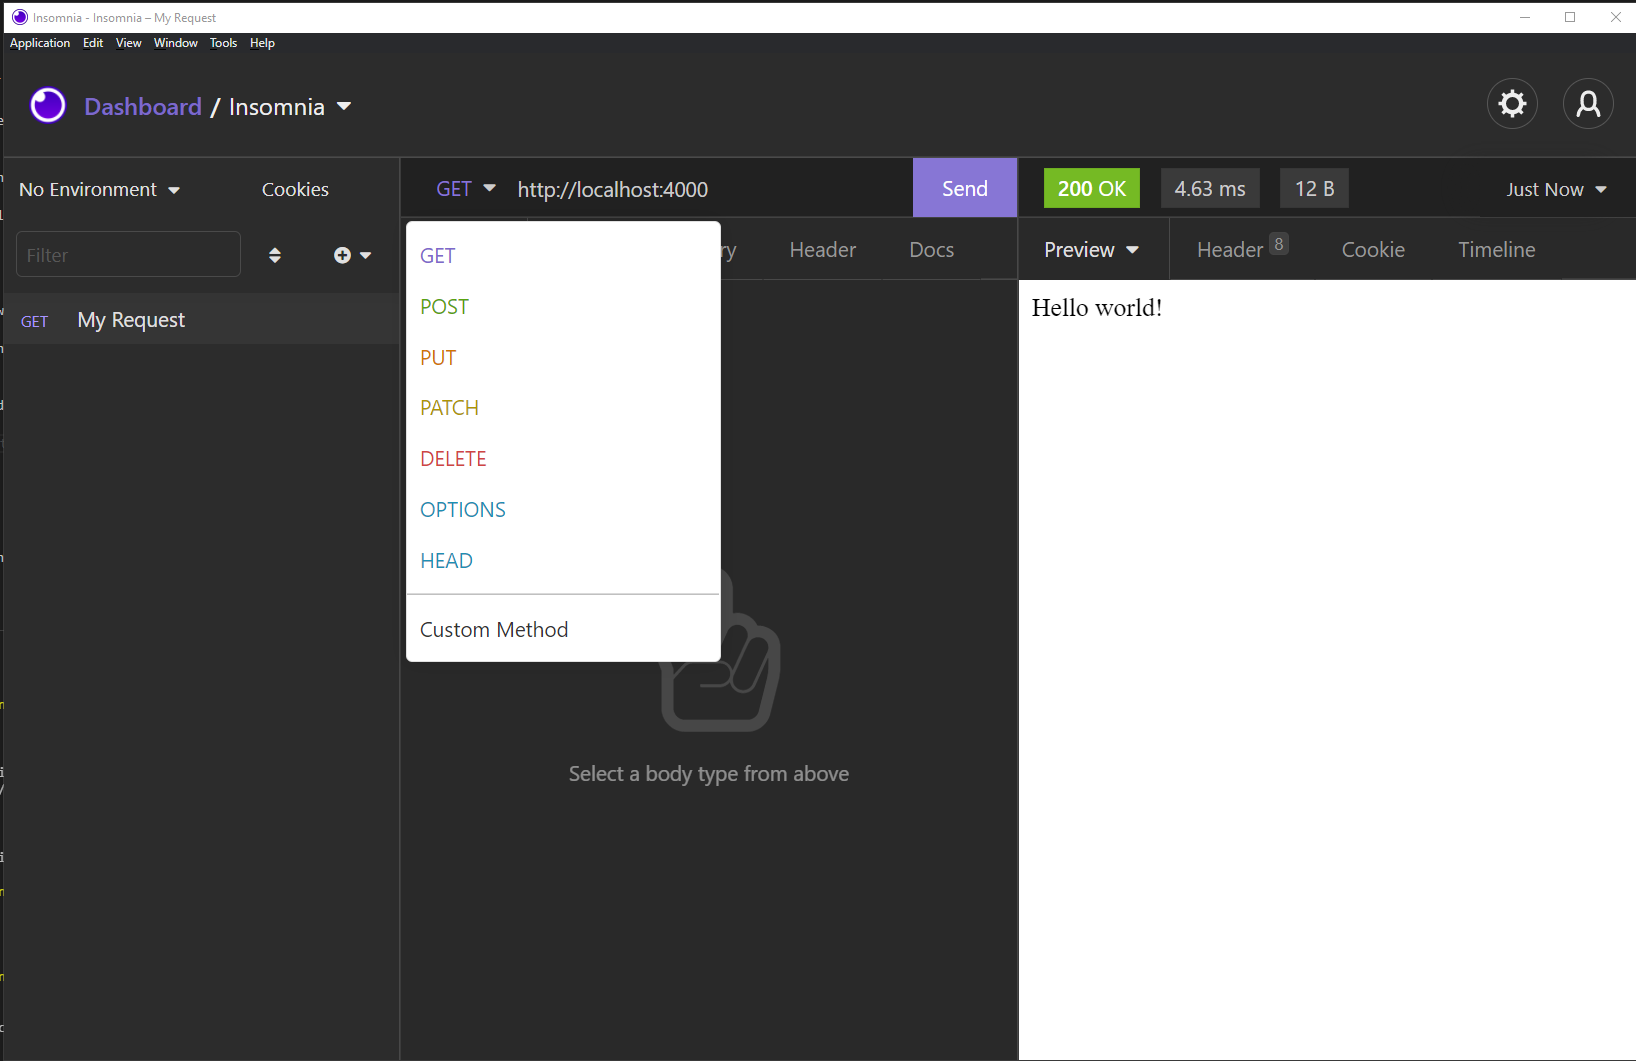 Insomnia - Insomnia – My Request
Application Edit View Window Tools Help
Dashboard / Insomnia
No Environment Cookies
GET http://localhost:4000 Send
200 OK 4.63 ms 12 B Just Now
Filter
Header Docs
Preview Header 8 Cookie Timeline
GET My Request
GET
POST
PUT
PATCH
DELETE
OPTIONS
HEAD
Custom Method
Select a body type from above
Hello world!